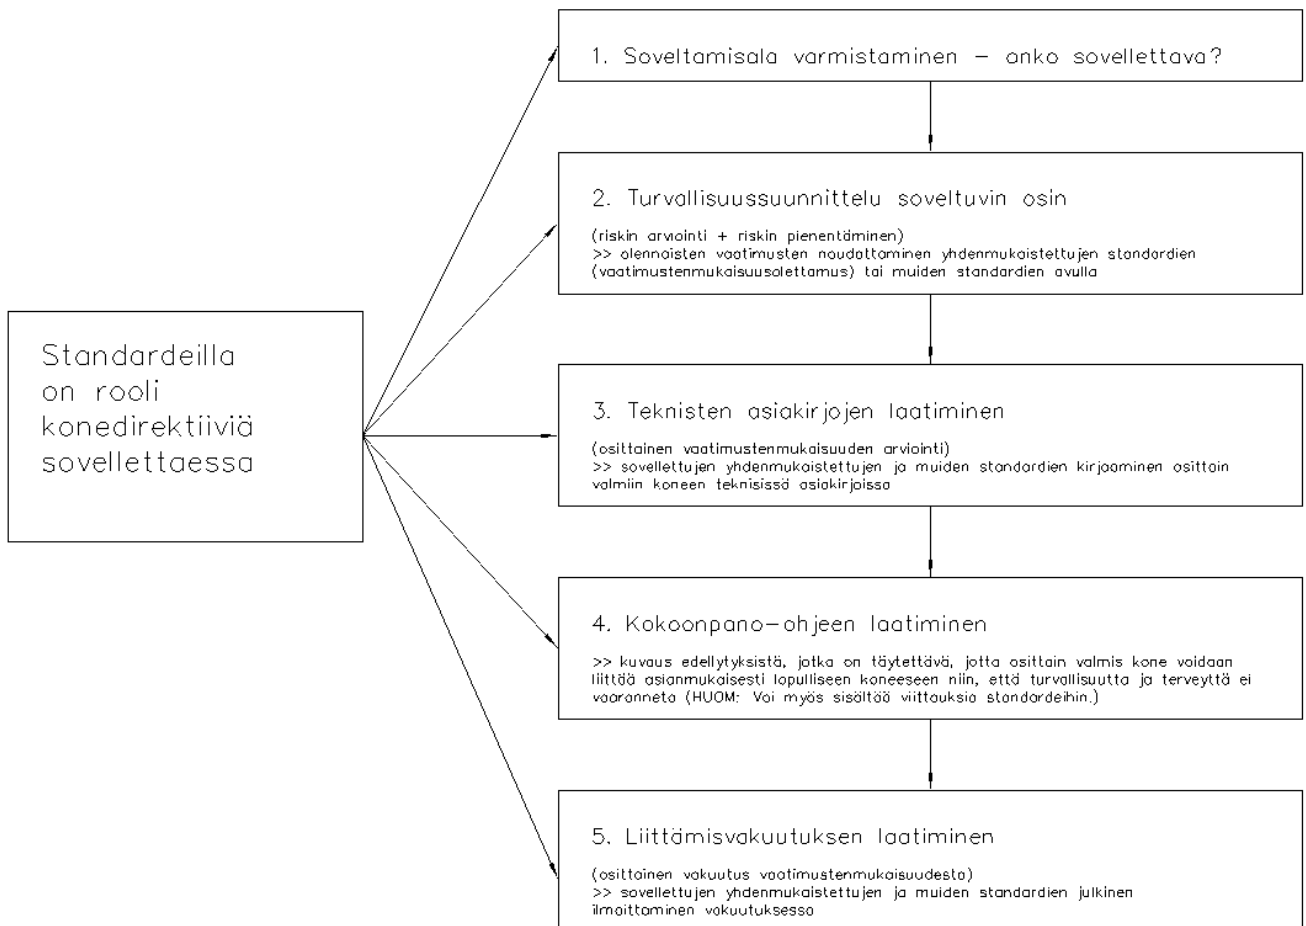 Standardeilla
on rooli
konedirektiiviä
sovellettaessa
1. Soveltamisala varmistaminen - onko sovellettava?
2. Turvallisuussuunnittelu soveltuvin osin
(riskin arviointi + riskin pienentäminen)
>> olennaisten vaatimusten noudattaminen yhdenmukaistettujen standardien
(vaatimustenmukaisuusolettamus) tai muiden standardien avulla
3. Teknisten asiakirjojen laatiminen
(osittainen vaatimustenmukaisuuden arviointi)
>> sovellettujen yhdenmukaistettujen ja muiden standardien kirjaaminen osittain
valmiin koneen teknisissä asiakirjoissa
4. Kokoonpano-ohjeen laatiminen
>> kuvaus edellytyksistä, jotka on täytettävä, jotta osittain valmis kone voidaan
liittää asianmukaisesti lopulliseen koneeseen niin, että turvallisuutta ja terveyttä ei
vaaranneta (HUOM: Voi myös sisältää viittauksia standardeihin.)
5. Liittämisvakuutuksen laatiminen
(osittainen vakuutus vaatimustenmukaisuudesta)
>> sovellettujen yhdenmukaistettujen ja muiden standardien julkinen
ilmoittaminen vakuutuksessa